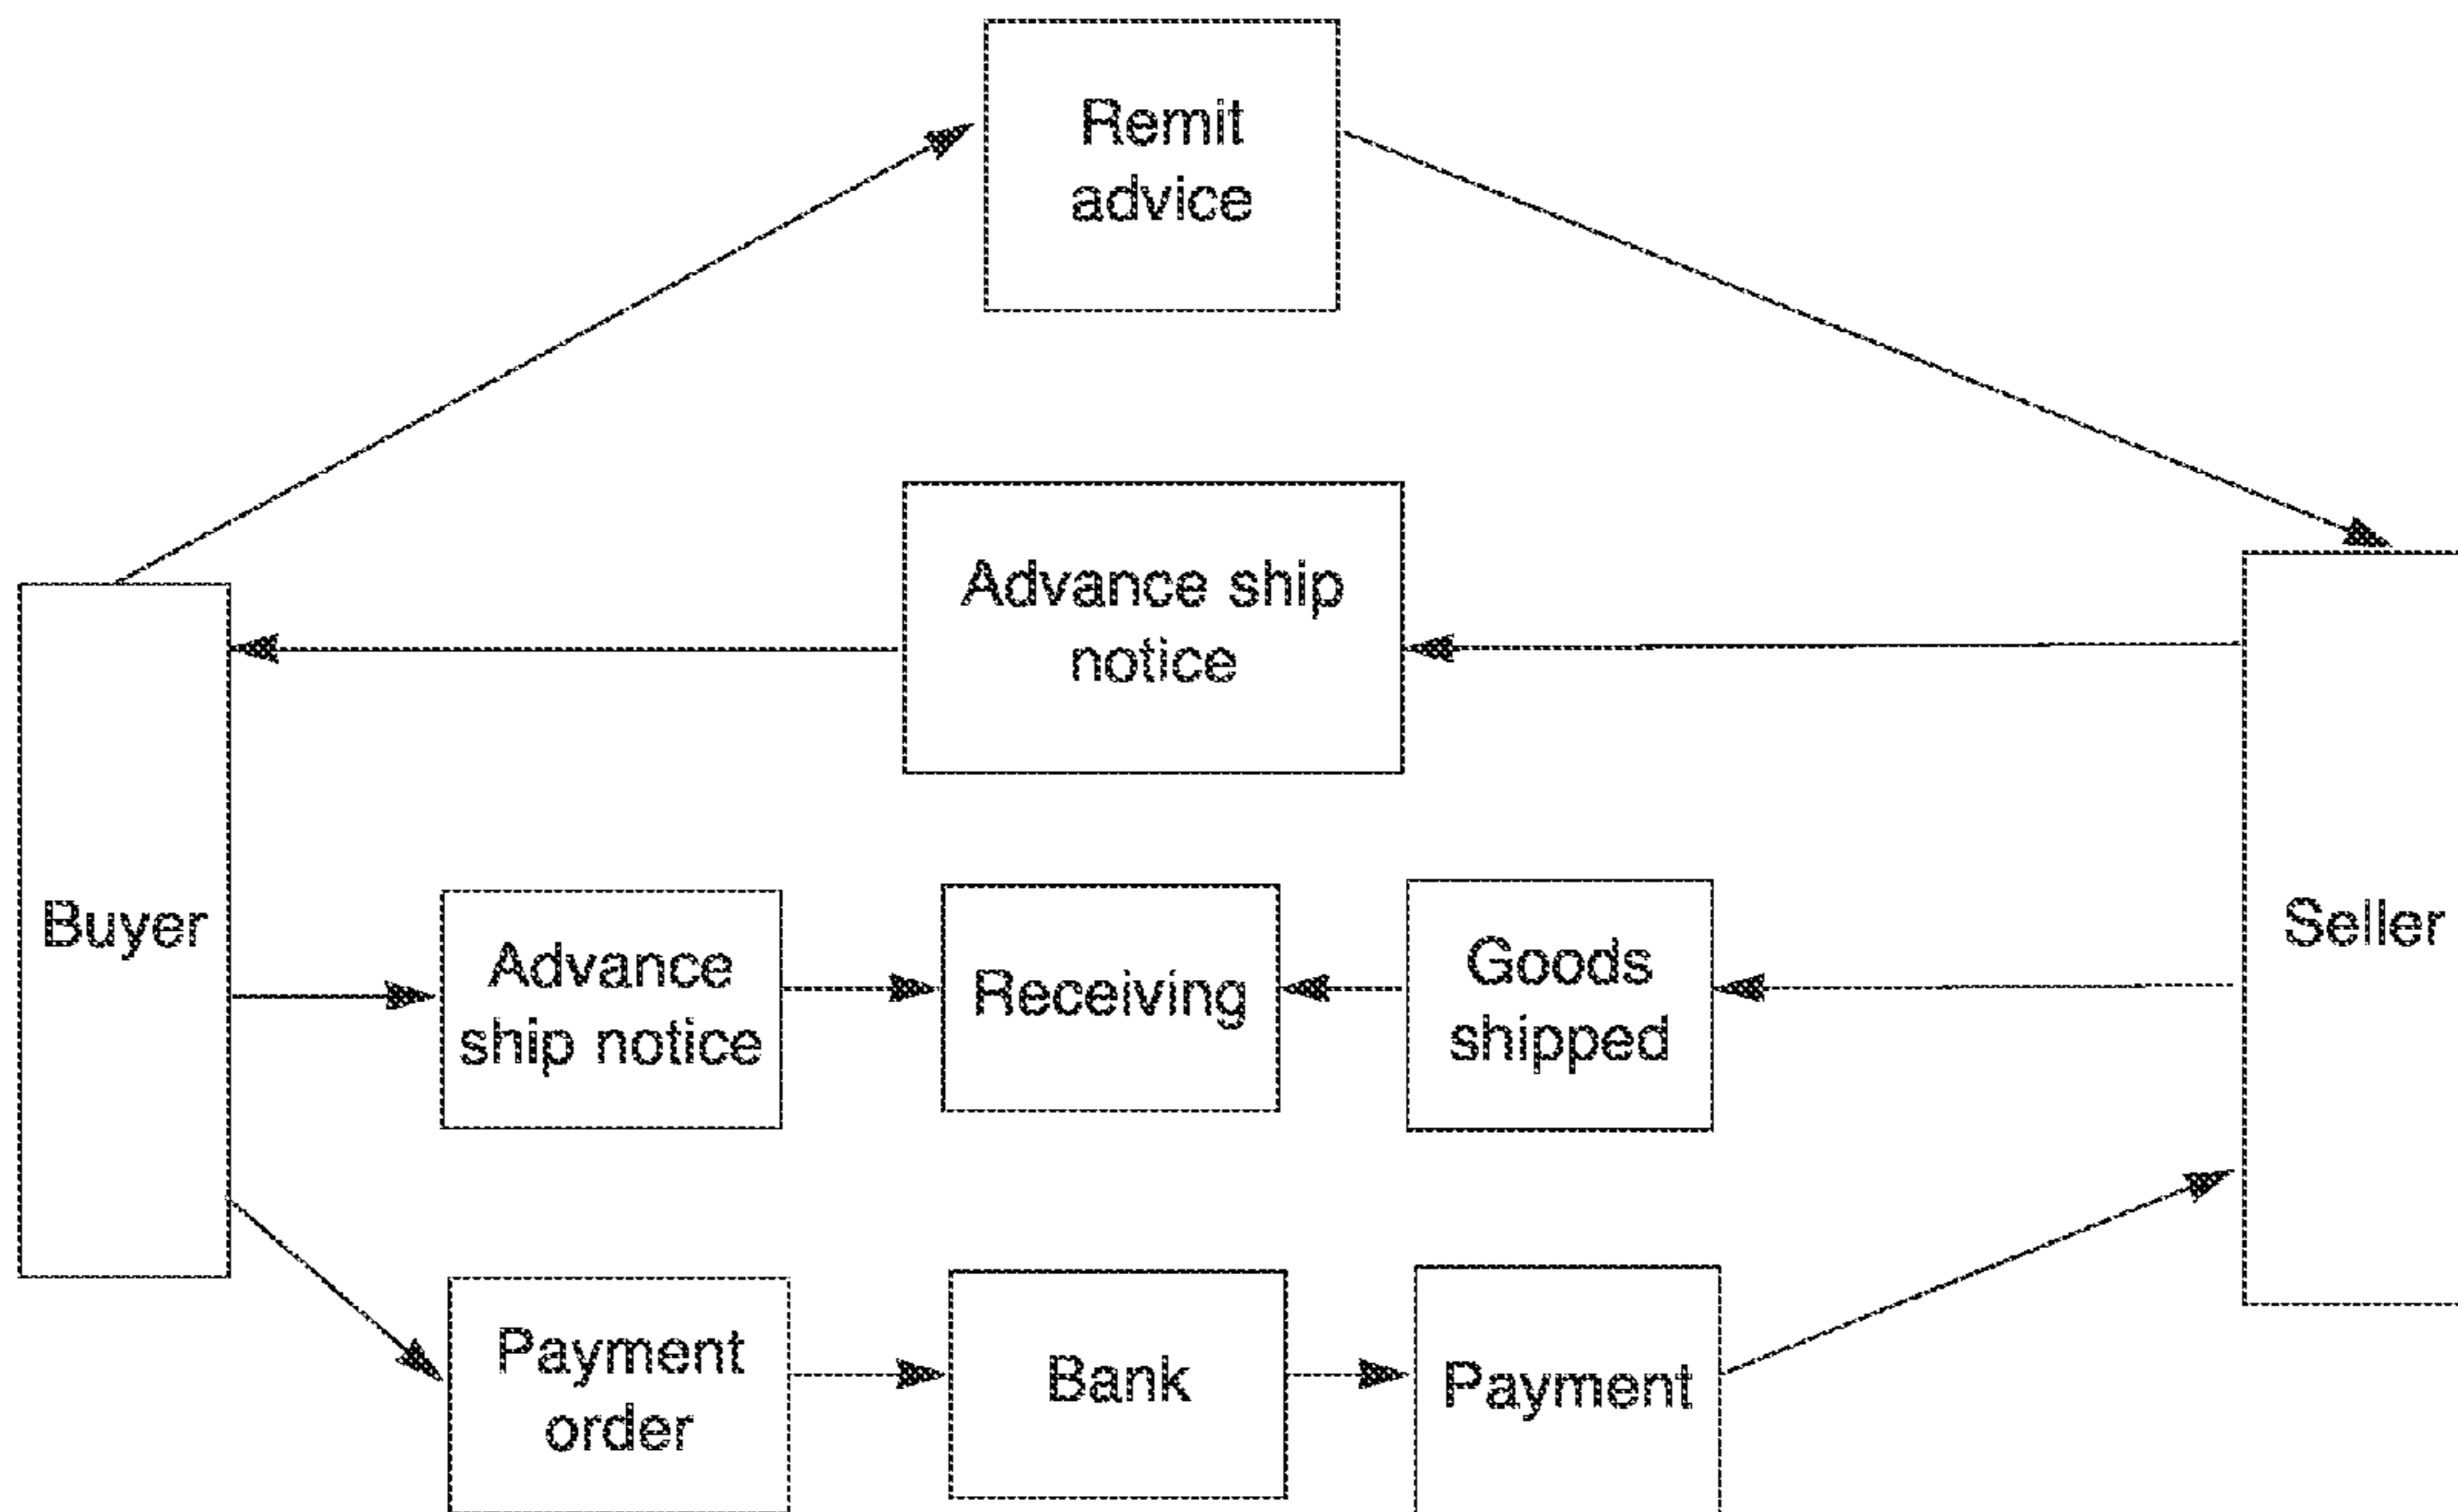 Remit
advice
Advance ship
notice
Buyer
Advance
ship notice
Receiving
Goods
shipped
Seller
Payment
order
Bank
Payment